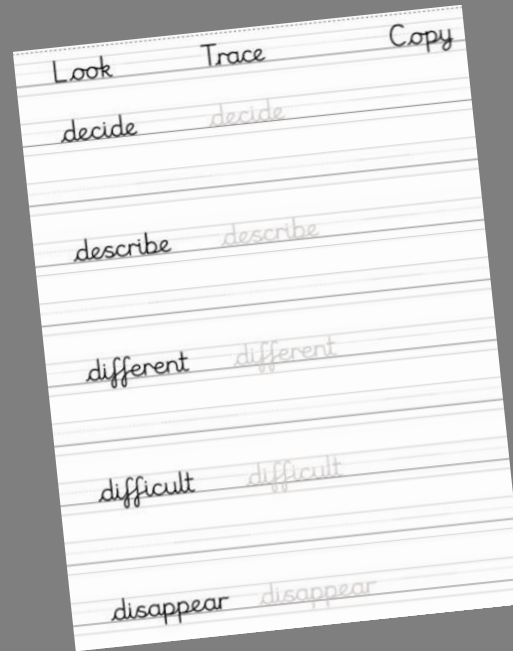 Look Trace Copy
decide decide
describe describe
different different
difficult difficult
disappear disappear